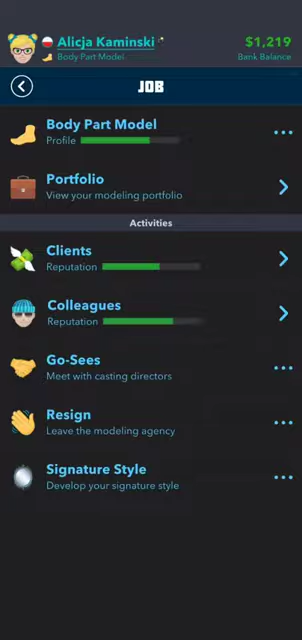 Alicja Kaminski
$1,219
Body Part Model
Bank Balance
JOB
Body Part Model
Profile
Portfolio
View your modeling portfolio
Activities
Clients
Reputation
Colleagues
Reputation
Go-Sees
Meet with casting directors
Resign
Leave the modeling agency
Signature Style
Develop your signature style